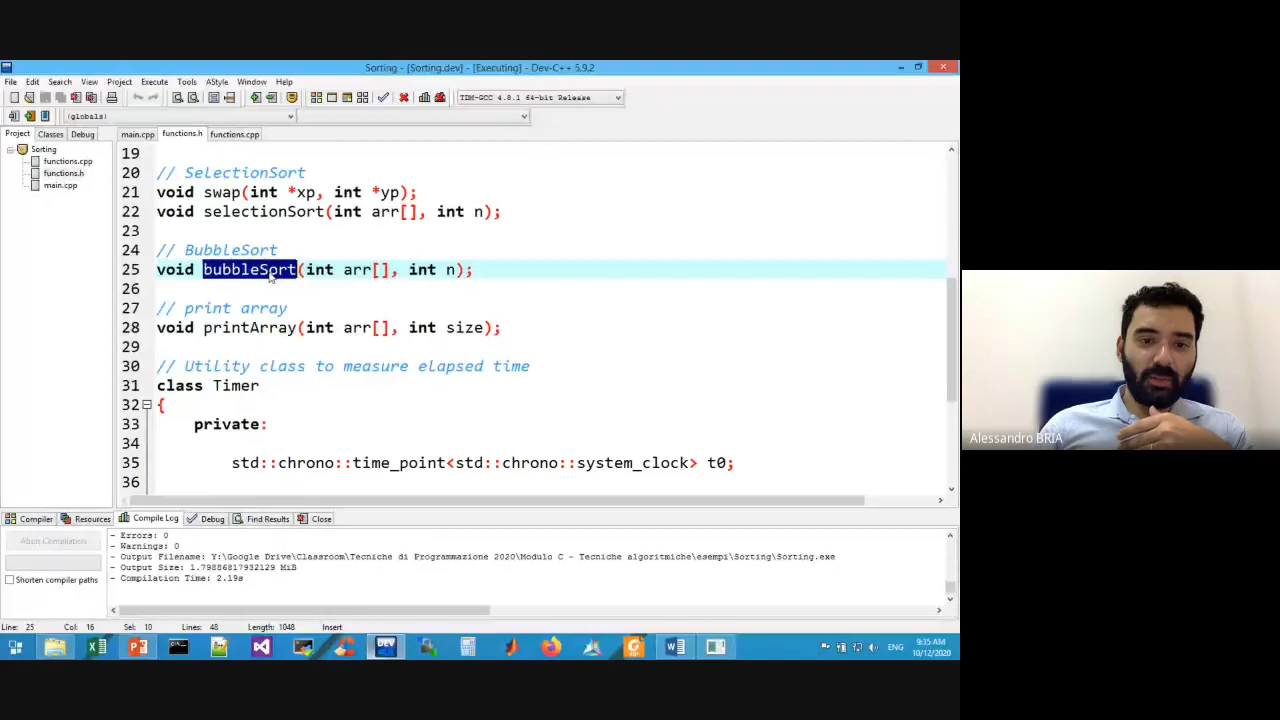 Sorting - [Sorting.dev] - [Executing] - Dev-C++ 5.9.2
File Edit Search View Project Execute Tools AStyle Window Help
TDM-GCC 4.8.1 64-bit Release
(globals)
Project Classes Debug main.cpp functions.h functions.cpp
Sorting
functions.cpp
functions.h
main.cpp
19
20 // SelectionSort
21 void swap(int *xp, int *yp);
22 void selectionSort(int arr[], int n);
23
24 // BubbleSort
25 void bubbleSort(int arr[], int n);
26
27 // print array
28 void printArray(int arr[], int size);
29
30 // Utility class to measure elapsed time
31 class Timer
32 {
33 private:
34
35 std::chrono::time_point<std::chrono::system_clock> t0;
36
Alessandro BRIA
Compiler Resources Compile Log Debug Find Results Close
Abort Compilation
Shorten compiler paths
- Errors: 0
- Warnings: 0
- Output Filename: Y:\Google Drive\Classroom\Tecniche di Programmazione 2020\Modulo C - Tecniche algoritmiche\esempi\Sorting\Sorting.exe
- Output Size: 1.79886817932129 MiB
- Compilation Time: 2.19s
Line: 25 Col: 16 Sel: 10 Lines: 48 Length: 1048 Insert
DEV
ENG
9:35 AM
10/12/2020